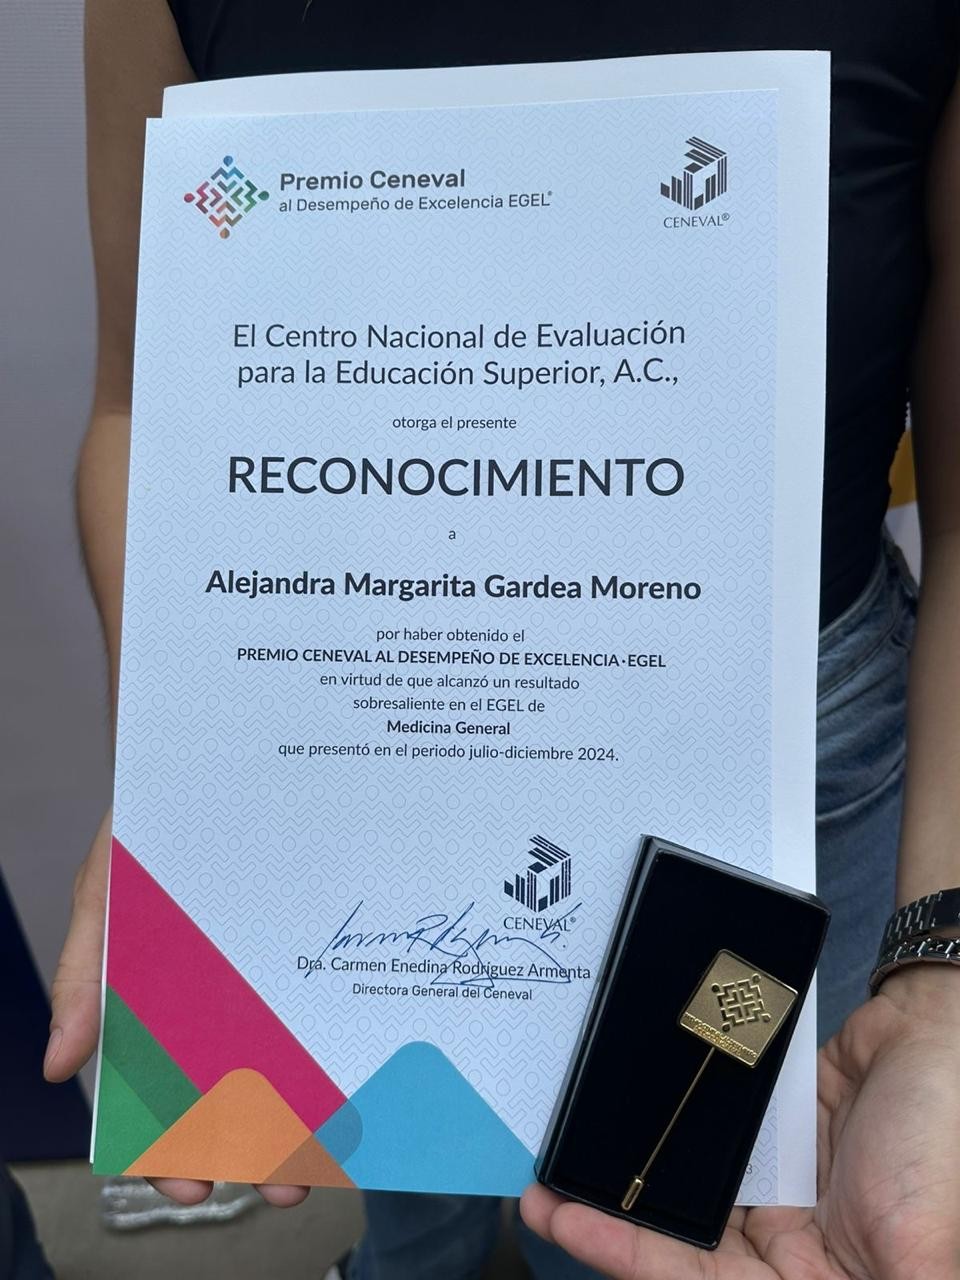 Premio Ceneval
al Desempeño de Excelencia EGEL®
CENEVAL®
El Centro Nacional de Evaluación
para la Educación Superior, A.C.,
otorga el presente
RECONOCIMIENTO
a
Alejandra Margarita Gardea Moreno
por haber obtenido el
PREMIO CENEVAL AL DESEMPEÑO DE EXCELENCIA·EGEL
en virtud de que alcanzó un resultado
sobresaliente en el EGEL de
Medicina General
que presentó en el periodo julio-diciembre 2024.
CENEVAL®
Dra. Carmen Enedina Rodríguez Armenta
Directora General del Ceneval
3